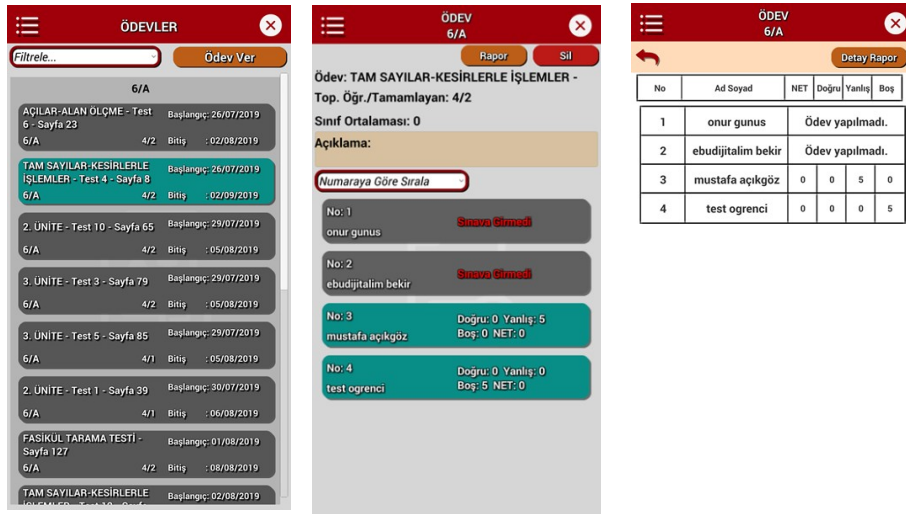 ÖDEVLER
Filtrele...
Ödev Ver
6/A
AÇILAR-ALAN ÖLÇME - Test
6 - Sayfa 23
Başlangıç: 26/07/2019
6/A 4/2 Bitiş : 02/08/2019
TAM SAYILAR-KESİRLERLE
İŞLEMLER - Test 4 - Sayfa 8
Başlangıç: 26/07/2019
6/A 4/2 Bitiş : 02/09/2019
2. ÜNİTE - Test 10 - Sayfa 65 Başlangıç: 29/07/2019
6/A 4/2 Bitiş : 05/08/2019
3. ÜNİTE - Test 3 - Sayfa 79 Başlangıç: 29/07/2019
6/A 4/2 Bitiş : 05/08/2019
3. ÜNİTE - Test 5 - Sayfa 85 Başlangıç: 29/07/2019
6/A 4/1 Bitiş : 05/08/2019
2. ÜNİTE - Test 1 - Sayfa 39 Başlangıç: 30/07/2019
6/A 4/1 Bitiş : 06/08/2019
FASİKÜL TARAMA TESTİ -
Sayfa 127
Başlangıç: 01/08/2019
6/A 4/2 Bitiş : 08/08/2019
TAM SAYILAR-KESİRLERLE
Başlangıç: 02/08/2019
ÖDEV
6/A
Rapor Sil
Ödev: TAM SAYILAR-KESİRLERLE İŞLEMLER -
Top. Öğr./Tamamlayan: 4/2
Sınıf Ortalaması: 0
Açıklama:
Numaraya Göre Sırala
No: 1
onur gunus
Sınava Girmedi
No: 2
ebudijitalim bekir
Sınava Girmedi
No: 3
mustafa açıkgöz
Doğru: 0 Yanlış: 5
Boş: 0 NET: 0
No: 4
test ogrenci
Doğru: 0 Yanlış: 0
Boş: 5 NET: 0
ÖDEV
6/A
Detay Rapor
No Ad Soyad NET Doğru Yanlış Boş
1 onur gunus Ödev yapılmadı.
2 ebudijitalim bekir Ödev yapılmadı.
3 mustafa açıkgöz 0 0 5 0
4 test ogrenci 0 0 0 5